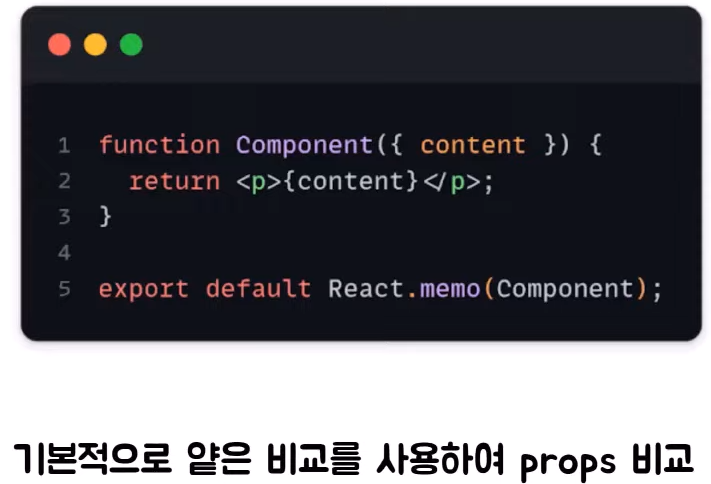 1 function Component({ content }) {
2   return <p>{content}</p>;
3 }
4
5 export default React.memo(Component);
기본적으로 얕은 비교를 사용하여 props 비교